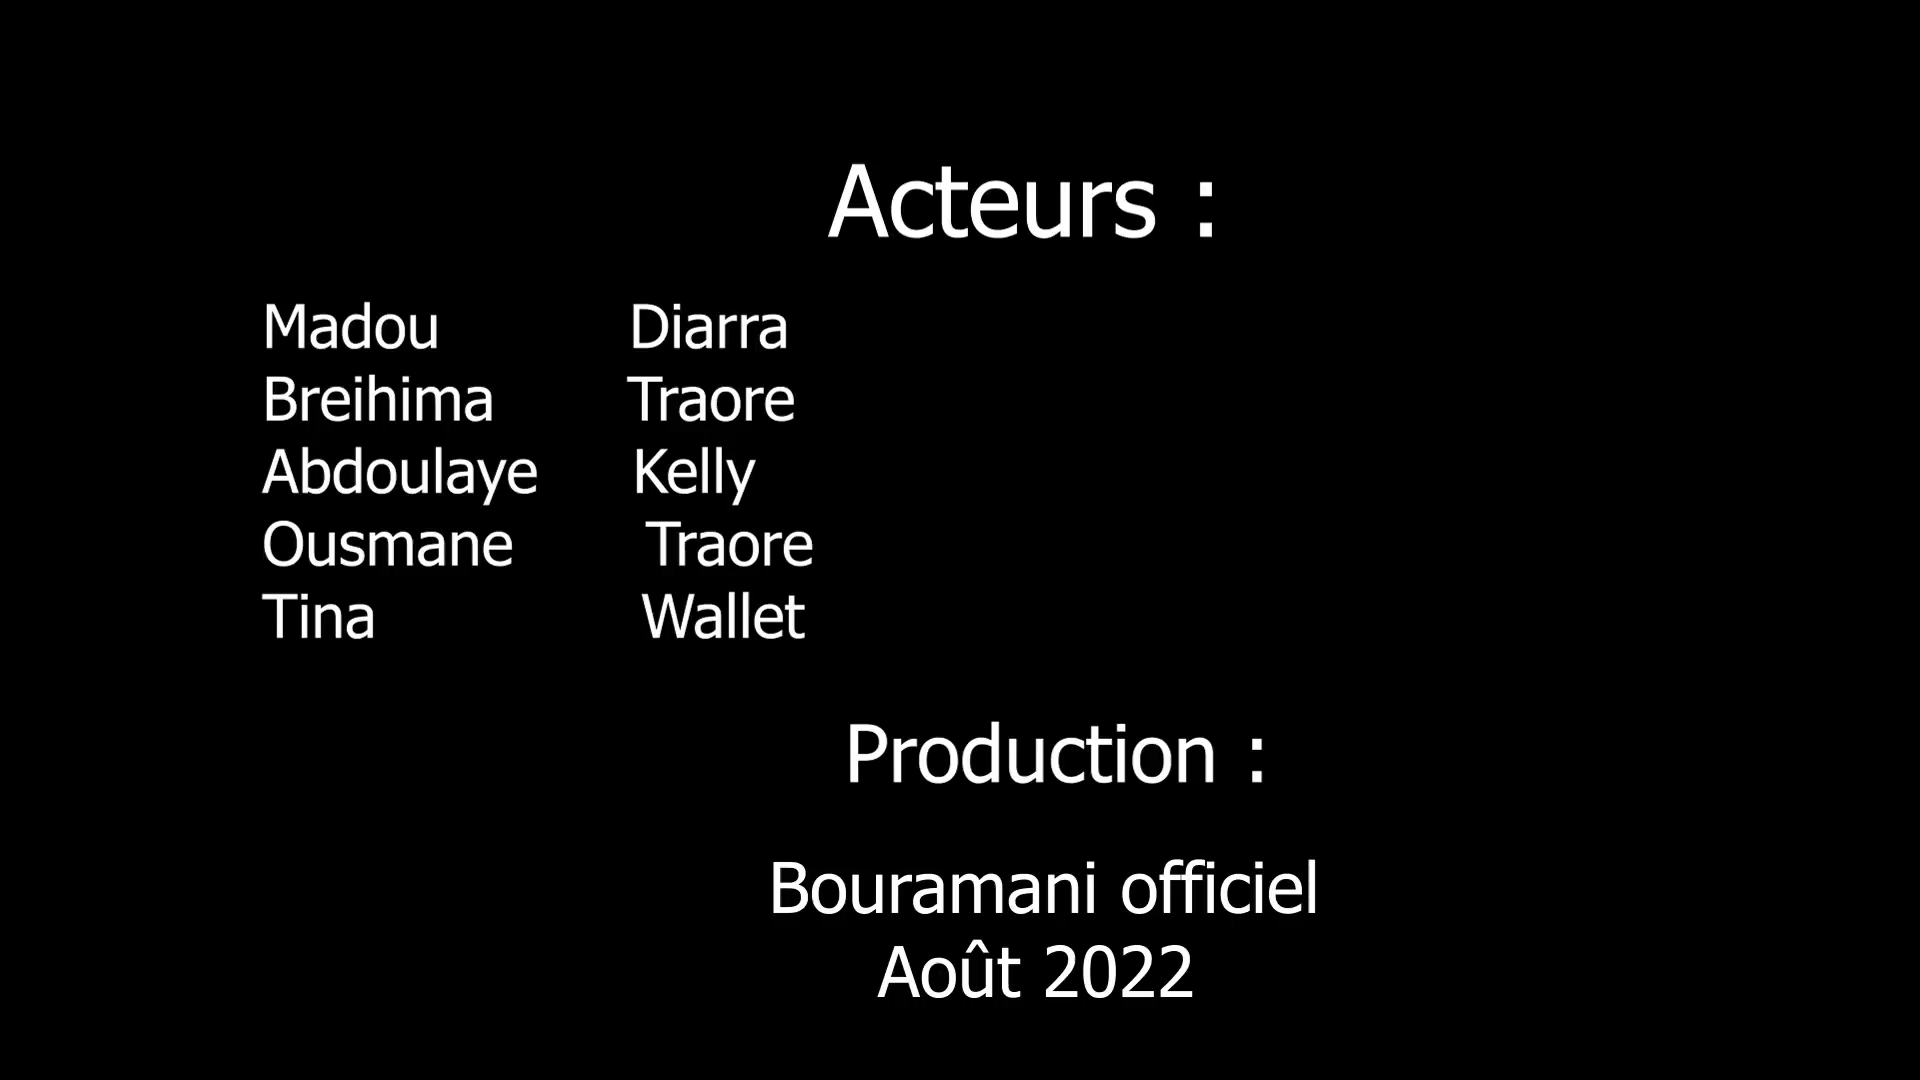 Acteurs :
Madou Diarra
Breihima Traore
Abdoulaye Kelly
Ousmane Traore
Tina Wallet
Production :
Bouramani officiel
Août 2022